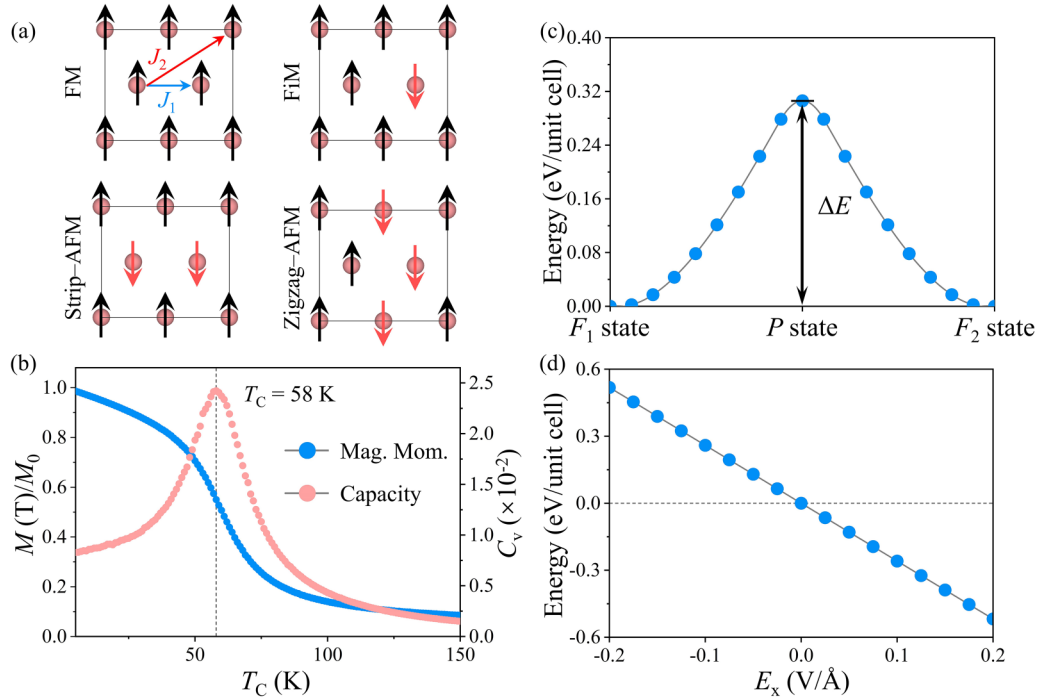 (a)
FM
J2
J1
FiM
Strip–AFM
Zigzag–AFM
(b)
M (T)/M0
1.0
0.8
0.6
0.4
0.2
0.0
TC = 58 K
Mag. Mom.
Capacity
2.5
2.0
1.5
1.0
0.5
0.0
Cv (×10-2)
50
100
150
TC (K)
(c)
Energy (eV/unit cell)
0.40
0.32
0.24
0.16
0.08
0.00
ΔE
F1 state
P state
F2 state
(d)
Energy (eV/unit cell)
0.6
0.3
0.0
-0.3
-0.6
-0.2
-0.1
0.0
0.1
0.2
Ex (V/Å)